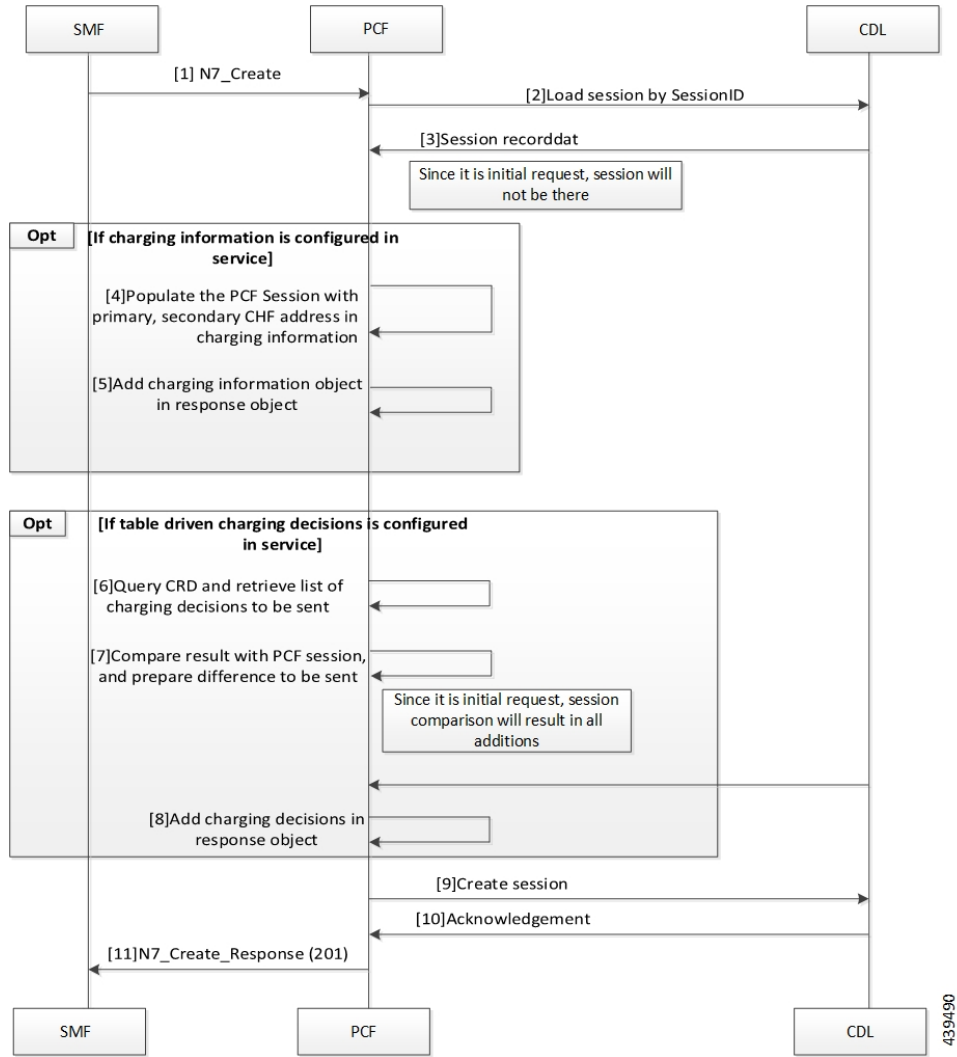 SMF
PCF
CDL
[1] N7_Create
[2]Load session by SessionID
[3]Session recorddat
Since it is initial request, session will
not be there
Opt
[If charging information is configured in
service]
[4]Populate the PCF Session with
primary, secondary CHF address in
charging information
[5]Add charging information object
in response object
Opt
[If table driven charging decisions is configured
in service]
[6]Query CRD and retrieve list of
charging decisions to be sent
[7]Compare result with PCF session,
and prepare difference to be sent
Since it is initial request, session
comparison will result in all
additions
[8]Add charging decisions in
response object
[9]Create session
[10]Acknowledgement
[11]N7_Create_Response (201)
SMF
PCF
CDL
439490